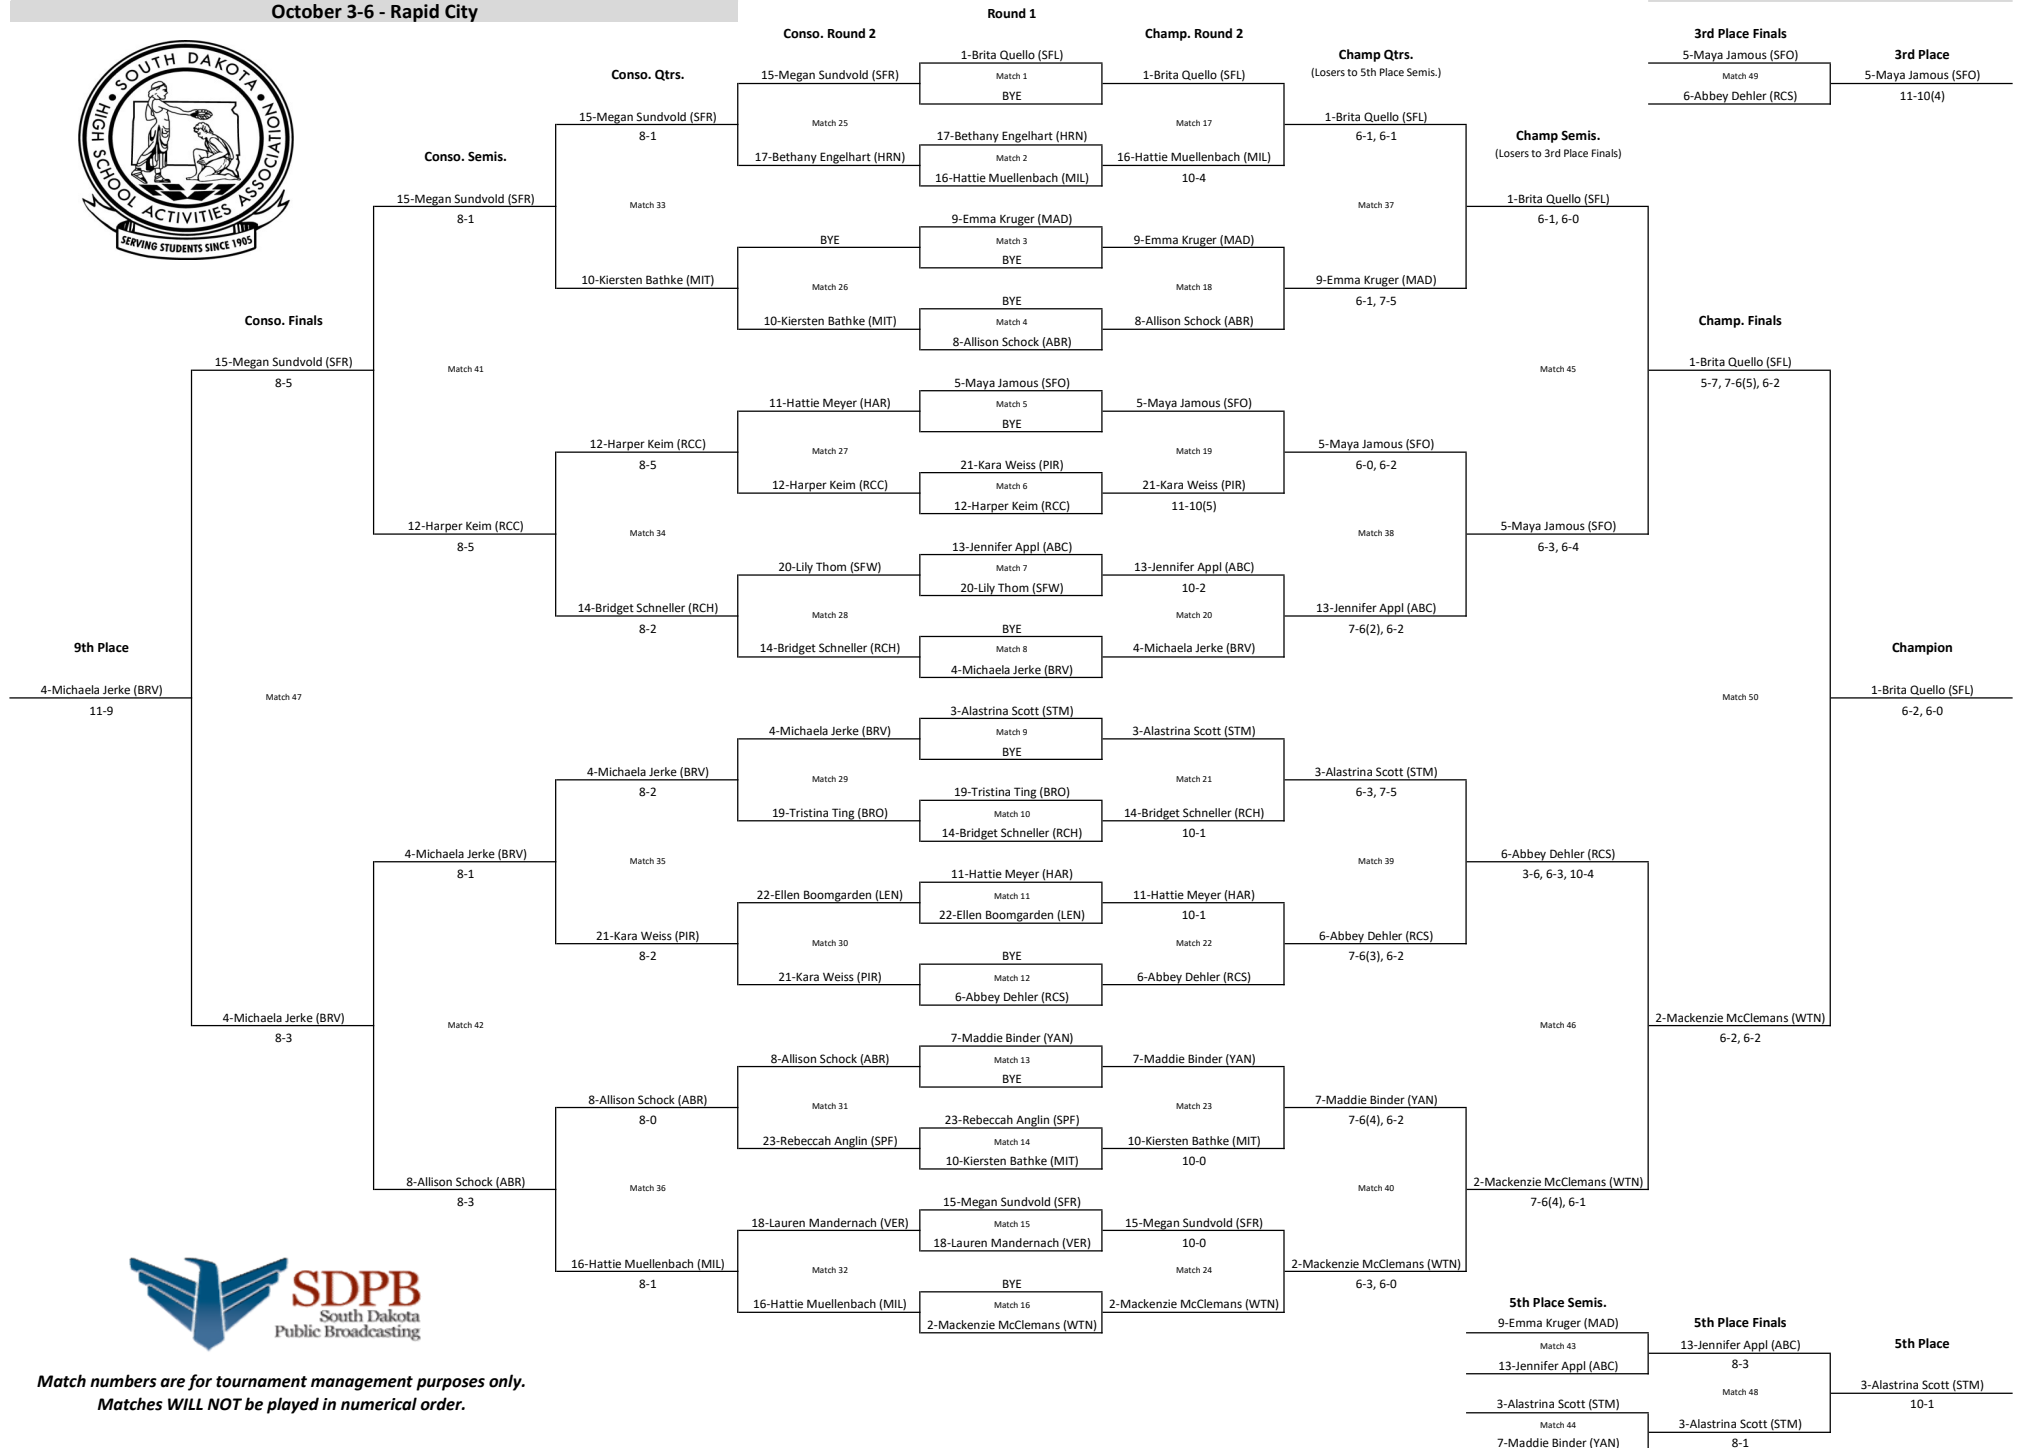 October 3-6 - Rapid City
SOUTH DAKOTA HIGH SCHOOL ACTIVITIES ASSOCIATION
SERVING STUDENTS SINCE 1905
9th Place
4-Michaela Jerke (BRV)
11-9
Conso. Finals
15-Megan Sundvold (SFR)
8-5
Match 47
4-Michaela Jerke (BRV)
8-3
Conso. Semis.
15-Megan Sundvold (SFR)
8-1
Match 41
12-Harper Keim (RCC)
8-5
4-Michaela Jerke (BRV)
8-1
Match 42
8-Allison Schock (ABR)
8-3
Conso. Qtrs.
15-Megan Sundvold (SFR)
8-1
Match 33
10-Kiersten Bathke (MIT)
12-Harper Keim (RCC)
8-5
Match 34
14-Bridget Schneller (RCH)
8-2
4-Michaela Jerke (BRV)
8-2
Match 35
21-Kara Weiss (PIR)
8-2
8-Allison Schock (ABR)
8-0
Match 36
16-Hattie Muellenbach (MIL)
8-1
Conso. Round 2
15-Megan Sundvold (SFR)
Match 25
17-Bethany Engelhart (HRN)
BYE
Match 26
10-Kiersten Bathke (MIT)
11-Hattie Meyer (HAR)
Match 27
12-Harper Keim (RCC)
20-Lily Thom (SFW)
Match 28
14-Bridget Schneller (RCH)
4-Michaela Jerke (BRV)
Match 29
19-Tristina Ting (BRO)
22-Ellen Boomgarden (LEN)
Match 30
21-Kara Weiss (PIR)
8-Allison Schock (ABR)
Match 31
23-Rebeccah Anglin (SPF)
18-Lauren Mandernach (VER)
Match 32
16-Hattie Muellenbach (MIL)
Round 1
1-Brita Quello (SFL)
Match 1
BYE
17-Bethany Engelhart (HRN)
Match 2
16-Hattie Muellenbach (MIL)
9-Emma Kruger (MAD)
Match 3
BYE
BYE
Match 4
8-Allison Schock (ABR)
5-Maya Jamous (SFO)
Match 5
BYE
21-Kara Weiss (PIR)
Match 6
12-Harper Keim (RCC)
13-Jennifer Appl (ABC)
Match 7
20-Lily Thom (SFW)
BYE
Match 8
4-Michaela Jerke (BRV)
3-Alastrina Scott (STM)
Match 9
BYE
19-Tristina Ting (BRO)
Match 10
14-Bridget Schneller (RCH)
11-Hattie Meyer (HAR)
Match 11
22-Ellen Boomgarden (LEN)
BYE
Match 12
6-Abbey Dehler (RCS)
7-Maddie Binder (YAN)
Match 13
BYE
23-Rebeccah Anglin (SPF)
Match 14
10-Kiersten Bathke (MIT)
15-Megan Sundvold (SFR)
Match 15
18-Lauren Mandernach (VER)
BYE
Match 16
2-Mackenzie McClemans (WTN)
Champ. Round 2
1-Brita Quello (SFL)
Match 17
16-Hattie Muellenbach (MIL)
10-4
9-Emma Kruger (MAD)
Match 18
8-Allison Schock (ABR)
5-Maya Jamous (SFO)
Match 19
21-Kara Weiss (PIR)
11-10(5)
13-Jennifer Appl (ABC)
10-2
Match 20
4-Michaela Jerke (BRV)
3-Alastrina Scott (STM)
Match 21
14-Bridget Schneller (RCH)
10-1
11-Hattie Meyer (HAR)
10-1
Match 22
6-Abbey Dehler (RCS)
7-Maddie Binder (YAN)
Match 23
10-Kiersten Bathke (MIT)
10-0
15-Megan Sundvold (SFR)
10-0
Match 24
2-Mackenzie McClemans (WTN)
Champ Qtrs.
(Losers to 5th Place Semis.)
1-Brita Quello (SFL)
6-1, 6-1
Match 37
9-Emma Kruger (MAD)
6-1, 7-5
5-Maya Jamous (SFO)
6-0, 6-2
Match 38
13-Jennifer Appl (ABC)
7-6(2), 6-2
3-Alastrina Scott (STM)
6-3, 7-5
Match 39
6-Abbey Dehler (RCS)
7-6(3), 6-2
7-Maddie Binder (YAN)
7-6(4), 6-2
Match 40
2-Mackenzie McClemans (WTN)
6-3, 6-0
Champ Semis.
(Losers to 3rd Place Finals)
1-Brita Quello (SFL)
6-1, 6-0
Match 45
5-Maya Jamous (SFO)
6-3, 6-4
6-Abbey Dehler (RCS)
3-6, 6-3, 10-4
Match 46
2-Mackenzie McClemans (WTN)
7-6(4), 6-1
Champ. Finals
1-Brita Quello (SFL)
5-7, 7-6(5), 6-2
Match 50
2-Mackenzie McClemans (WTN)
6-2, 6-2
Champion
1-Brita Quello (SFL)
6-2, 6-0
3rd Place Finals
5-Maya Jamous (SFO)
Match 49
6-Abbey Dehler (RCS)
3rd Place
5-Maya Jamous (SFO)
11-10(4)
5th Place Semis.
9-Emma Kruger (MAD)
Match 43
13-Jennifer Appl (ABC)
3-Alastrina Scott (STM)
Match 44
7-Maddie Binder (YAN)
5th Place Finals
13-Jennifer Appl (ABC)
8-3
Match 48
3-Alastrina Scott (STM)
8-1
5th Place
3-Alastrina Scott (STM)
10-1
SDPB
South Dakota
Public Broadcasting
Match numbers are for tournament management purposes only.
Matches WILL NOT be played in numerical order.